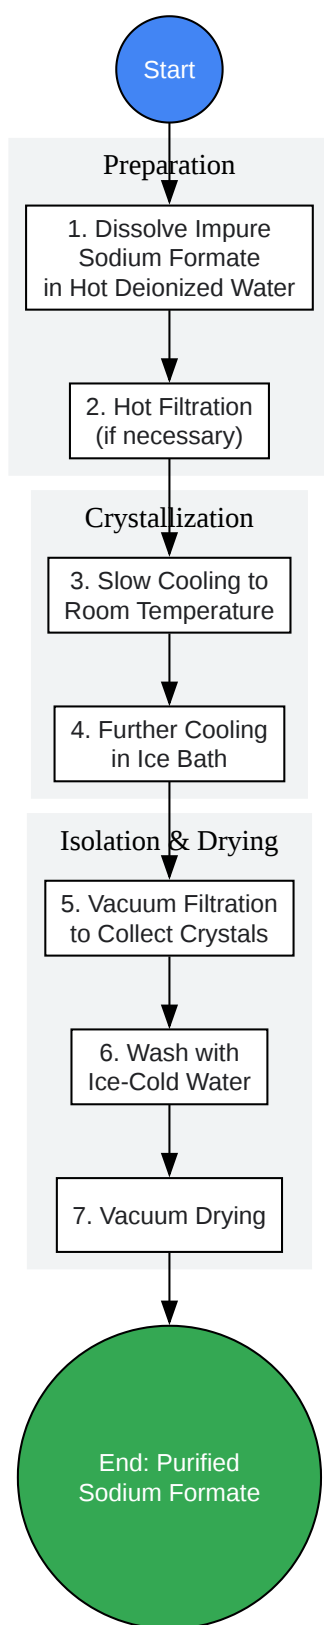 Start
Preparation
1. Dissolve Impure
Sodium Formate
in Hot Deionized Water
2. Hot Filtration
(if necessary)
Crystallization
3. Slow Cooling to
Room Temperature
4. Further Cooling
in Ice Bath
Isolation & Drying
5. Vacuum Filtration
to Collect Crystals
6. Wash with
Ice-Cold Water
7. Vacuum Drying
End: Purified
Sodium Formate